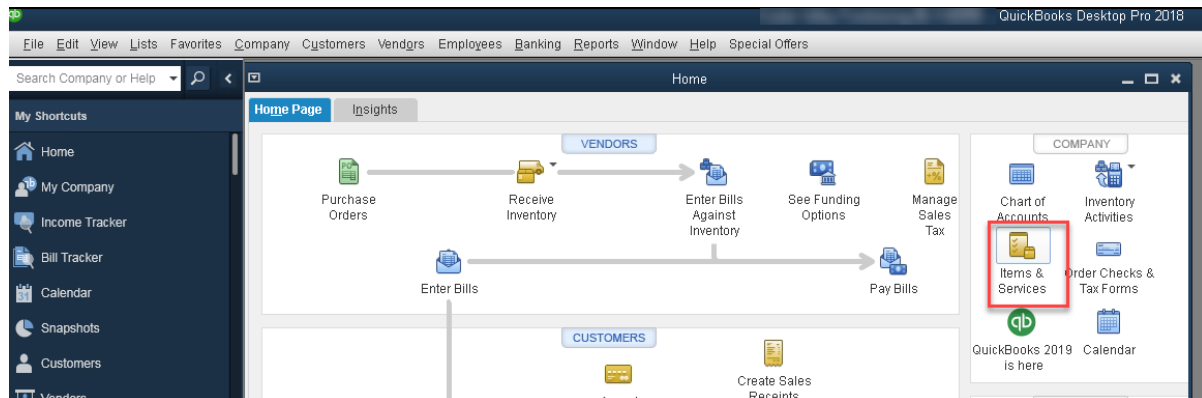 QuickBooks Desktop Pro 2018
File Edit View Lists Favorites Company Customers Vendors Employees Banking Reports Window Help Special Offers
Search Company or Help
Home
My Shortcuts
Home
My Company
Income Tracker
Bill Tracker
Calendar
Snapshots
Customers
Vendors
Home Page
Insights
VENDORS
Purchase
Orders
Receive
Inventory
Enter Bills
Against
Inventory
See Funding
Options
Manage
Sales
Tax
Enter Bills
Pay Bills
CUSTOMERS
Create Sales
Receipts
COMPANY
Chart of
Accounts
Inventory
Activities
Items &
Services
Order Checks &
Tax Forms
qb
QuickBooks 2019
is here
Calendar